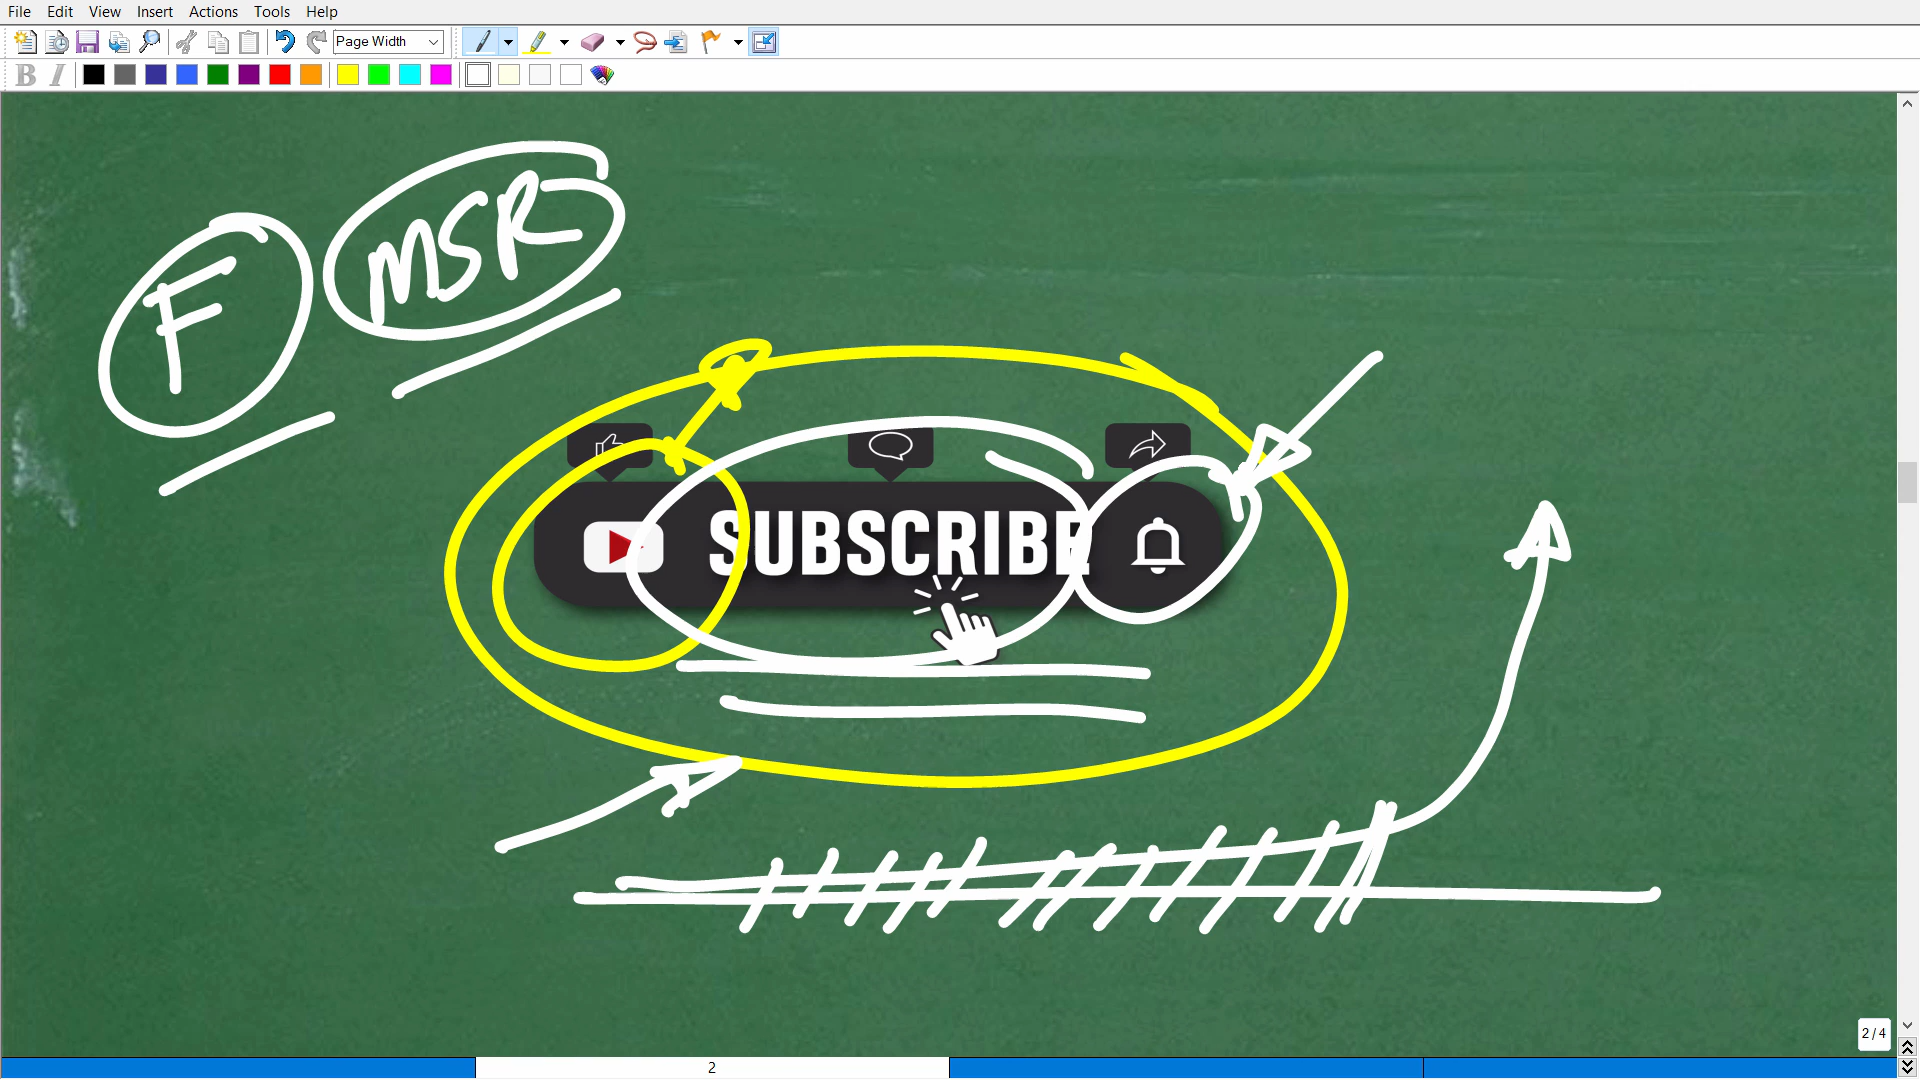 File Edit View Insert Actions Tools Help
Page Width
B I
F MSR
SUBSCRIBE
2 / 4
2